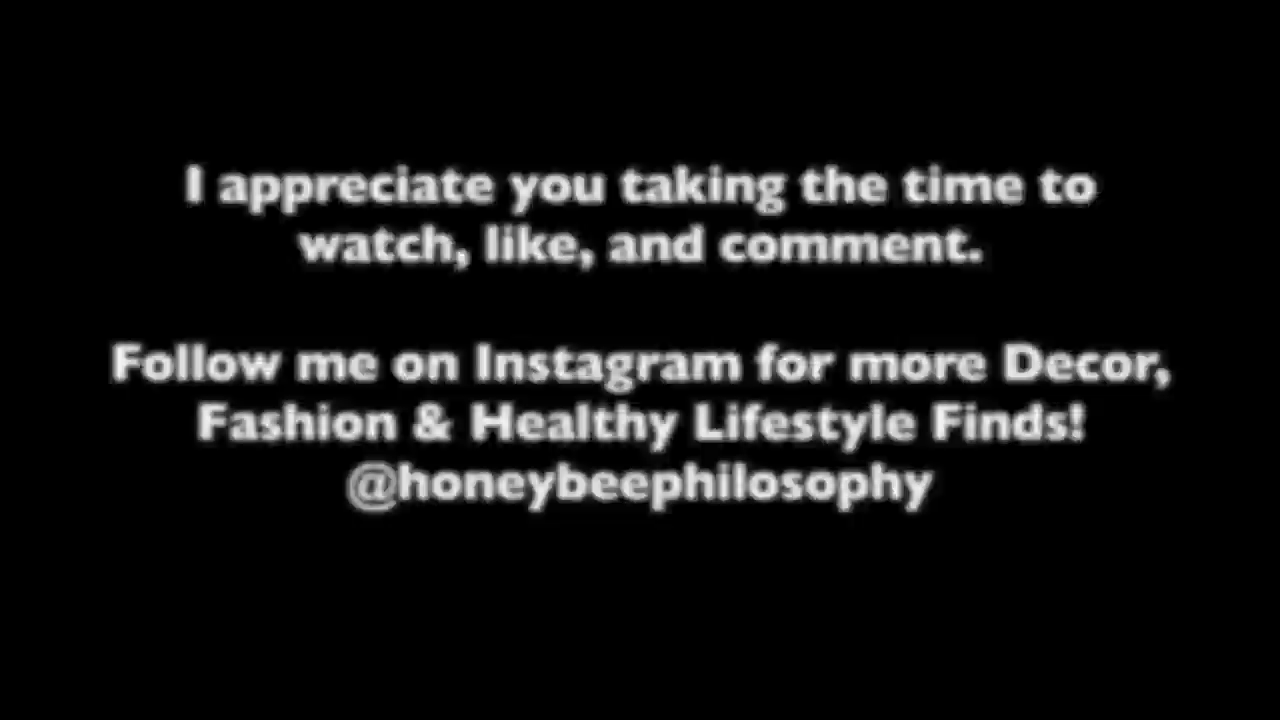 I appreciate you taking the time to
watch, like, and comment.
Follow me on Instagram for more Decor,
Fashion & Healthy Lifestyle Finds!
@honeybeephilosophy